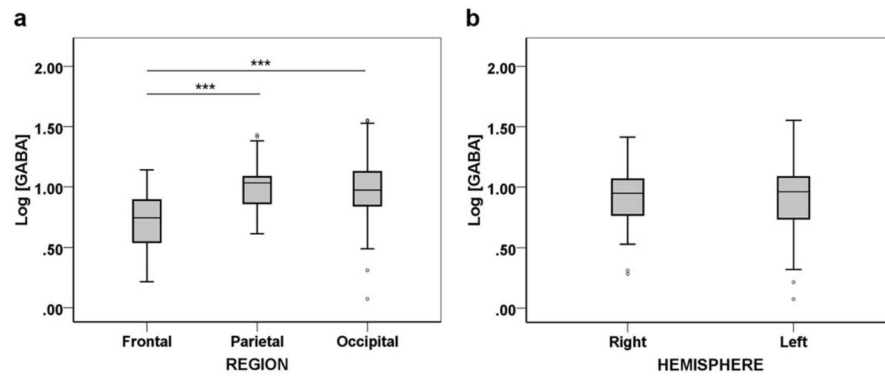 a
2.00
1.50
1.00
.50
.00
Log [GABA]
***
***
Frontal Parietal Occipital
REGION
b
2.00
1.50
1.00
.50
.00
Log [GABA]
Right Left
HEMISPHERE